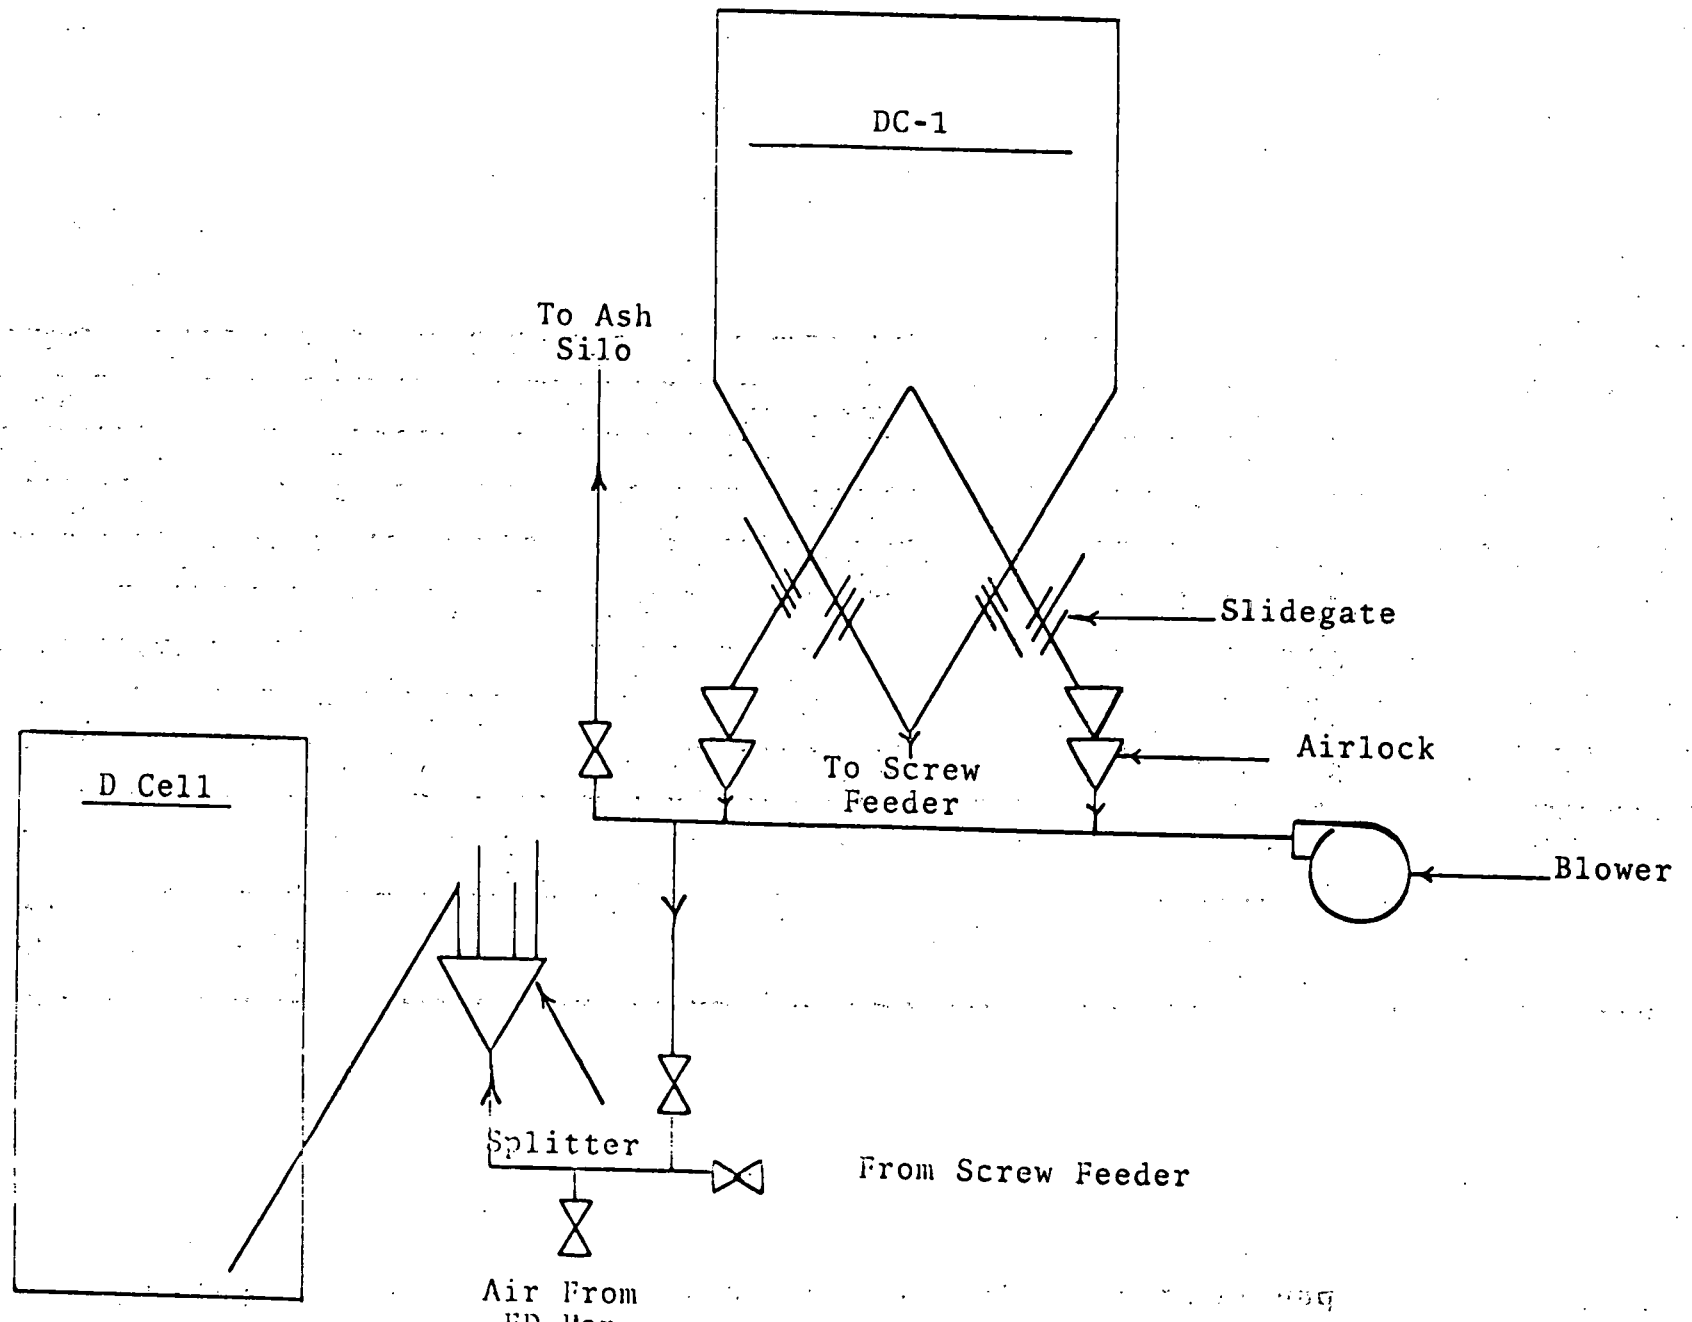 DC-1
To Ash
Silo
Slidegate
Airlock
To Screw
Feeder
D Cell
Blower
Splitter
From Screw Feeder
Air From